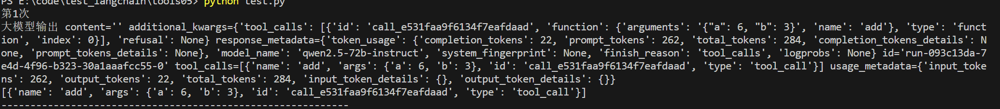 PS E:\code\test_langchain\tools05> python test.py
第1次
大模型输出 content='' additional_kwargs={'tool_calls': [{'id': 'call_e531faa9f6134f7eafdaad', 'function': {'arguments': '{"a": 6, "b": 3}', 'name': 'add'}, 'type': 'funct
ion', 'index': 0}], 'refusal': None} response_metadata={'token_usage': {'completion_tokens': 22, 'prompt_tokens': 262, 'total_tokens': 284, 'completion_tokens_details': N
one, 'prompt_tokens_details': None}, 'model_name': 'qwen2.5-72b-instruct', 'system_fingerprint': None, 'finish_reason': 'tool_calls', 'logprobs': None} id='run-093c13da-7
e4d-4f96-b323-30a1aaafcc55-0' tool_calls=[{'name': 'add', 'args': {'a': 6, 'b': 3}, 'id': 'call_e531faa9f6134f7eafdaad', 'type': 'tool_call'}] usage_metadata={'input_toke
ns': 262, 'output_tokens': 22, 'total_tokens': 284, 'input_token_details': {}, 'output_token_details': {}}
[{'name': 'add', 'args': {'a': 6, 'b': 3}, 'id': 'call_e531faa9f6134f7eafdaad', 'type': 'tool_call'}]
------------------------------------------------------------